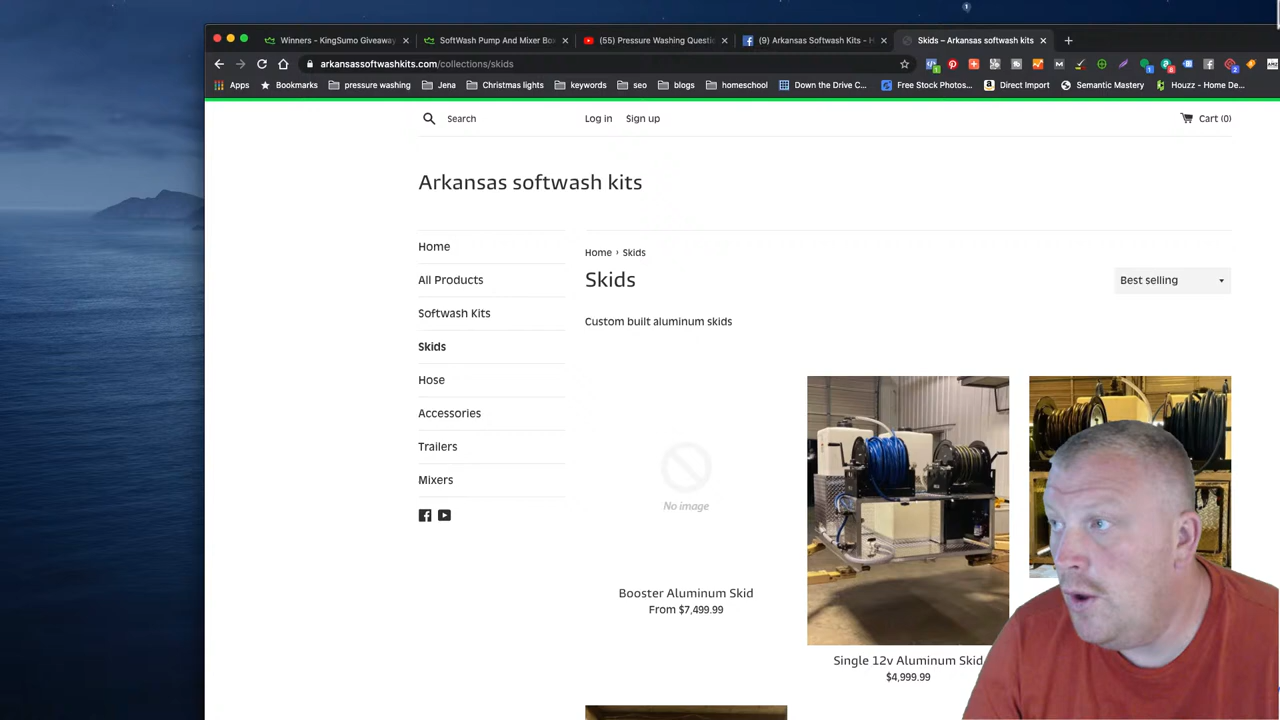 Winners - KingSumo Giveaway
SoftWash Pump And Mixer Box
(55) Pressure Washing Questi
(9) Arkansas Softwash Kits - H
Skids – Arkansas softwash kits
arkansassoftwashkits.com/collections/skids
Apps
Bookmarks
pressure washing
Jena
Christmas lights
keywords
seo
blogs
homeschool
Down the Drive C...
Free Stock Photos...
Direct Import
Semantic Mastery
Houzz - Home De...
Search
Log in
Sign up
Cart (0)
Arkansas softwash kits
Home
All Products
Softwash Kits
Skids
Hose
Accessories
Trailers
Mixers
Home › Skids
Skids
Best selling
Custom built aluminum skids
No image
Booster Aluminum Skid
From $7,499.99
Single 12v Aluminum Skid
$4,999.99